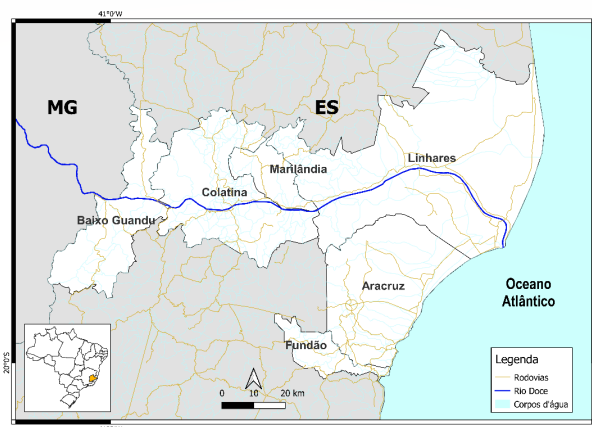 41°0'W
MG
ES
Marilândia
Linhares
Colatina
Baixo Guandu
Aracruz
Oceano
Atlântico
Fundão
20°0'S
0 10 20 km
Legenda
Rodovias
Rio Doce
Corpos d'água